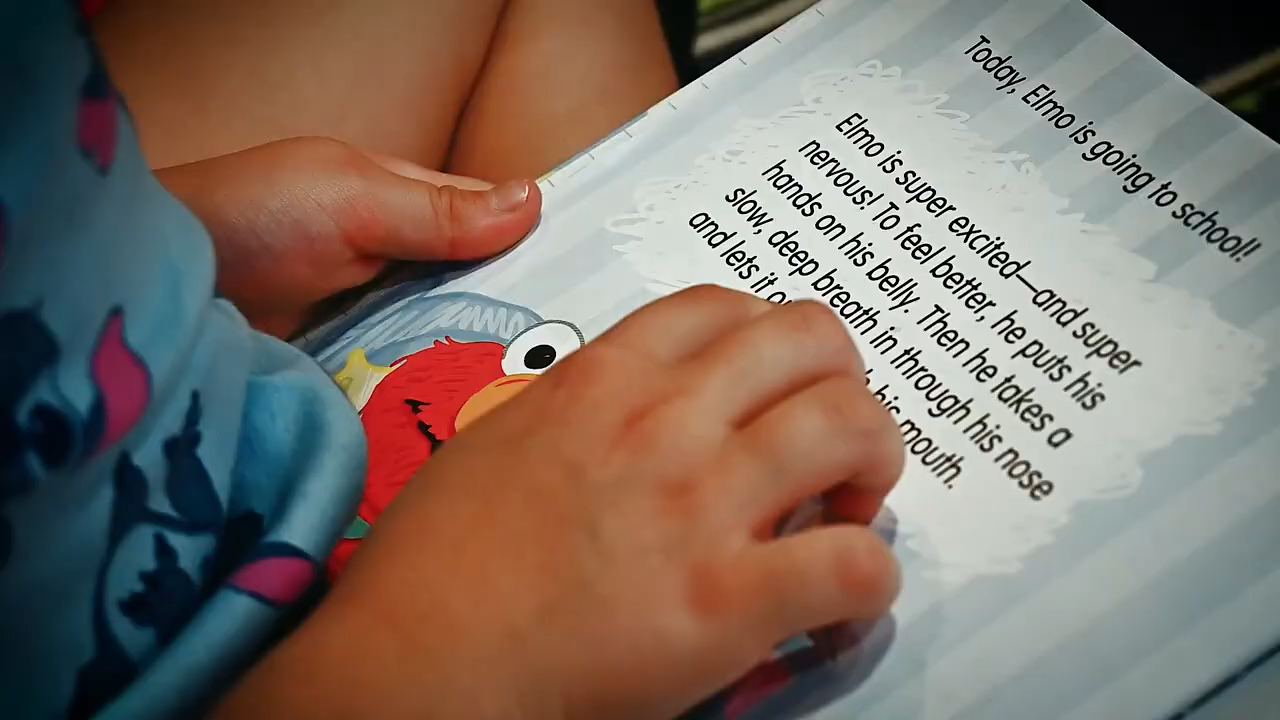 Today, Elmo is going to school!
Elmo is super excited—and super
nervous! To feel better, he puts his
hands on his belly. Then he takes a
slow, deep breath in through his nose
and lets it his mouth.